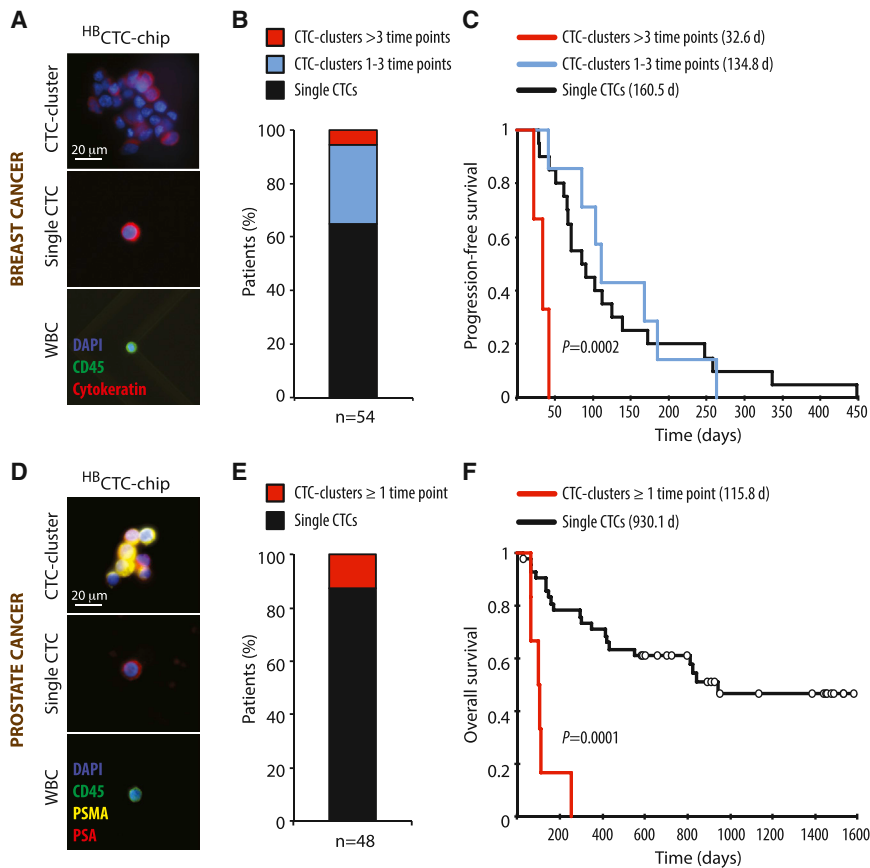 A
HBCTC-chip
BREAST CANCER
CTC-cluster
20 μm
Single CTC
WBC
DAPI
CD45
Cytokeratin
B
CTC-clusters >3 time points
CTC-clusters 1-3 time points
Single CTCs
Patients (%)
100
80
60
40
20
0
n=54
C
CTC-clusters >3 time points (32.6 d)
CTC-clusters 1-3 time points (134.8 d)
Single CTCs (160.5 d)
Progression-free survival
1
0.8
0.6
0.4
0.2
0
P=0.0002
50 100 150 200 250 300 350 400 450
Time (days)
D
HBCTC-chip
PROSTATE CANCER
CTC-cluster
20 μm
Single CTC
WBC
DAPI
CD45
PSMA
PSA
E
CTC-clusters ≥ 1 time point
Single CTCs
Patients (%)
100
80
60
40
20
0
n=48
F
CTC-clusters ≥ 1 time point (115.8 d)
Single CTCs (930.1 d)
Overall survival
1
0.8
0.6
0.4
0.2
0
P=0.0001
200 400 600 800 1000 1200 1400 1600
Time (days)